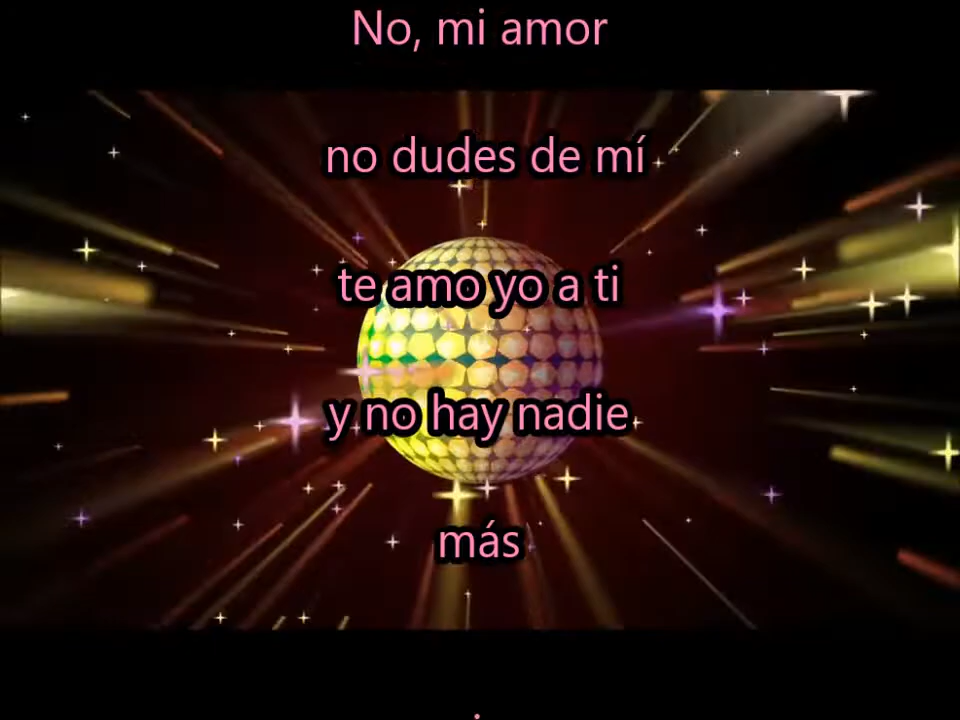 No, mi amor
no dudes de mí
te amo yo a ti
y no hay nadie
más